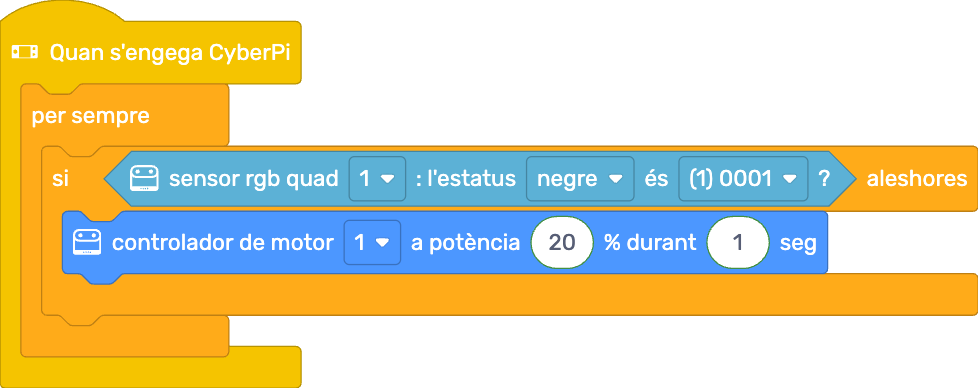 Quan s'engega CyberPi
per sempre
si sensor rgb quad 1 : l'estatus negre és (1) 0001 ? aleshores
controlador de motor 1 a potència 20 % durant 1 seg